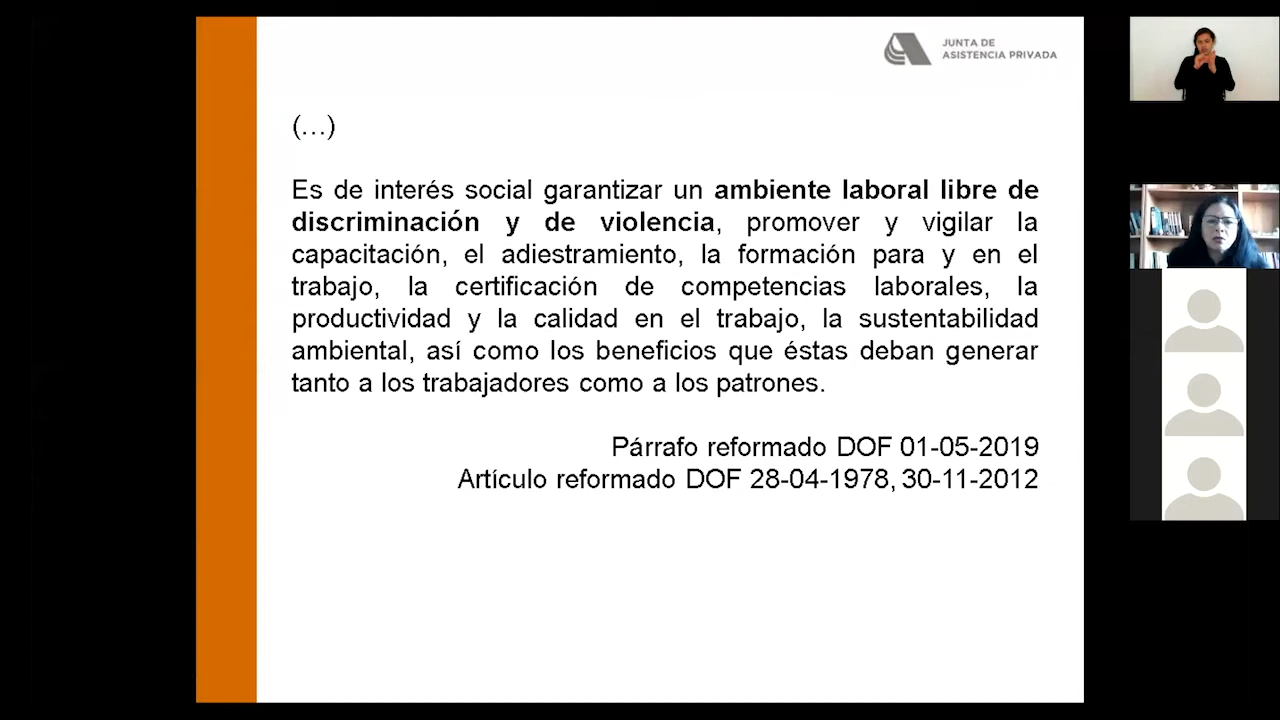 JUNTA DE
ASISTENCIA PRIVADA
(...)
Es de interés social garantizar un ambiente laboral libre de
discriminación y de violencia, promover y vigilar la
capacitación, el adiestramiento, la formación para y en el
trabajo, la certificación de competencias laborales, la
productividad y la calidad en el trabajo, la sustentabilidad
ambiental, así como los beneficios que éstas deban generar
tanto a los trabajadores como a los patrones.
Párrafo reformado DOF 01-05-2019
Artículo reformado DOF 28-04-1978, 30-11-2012